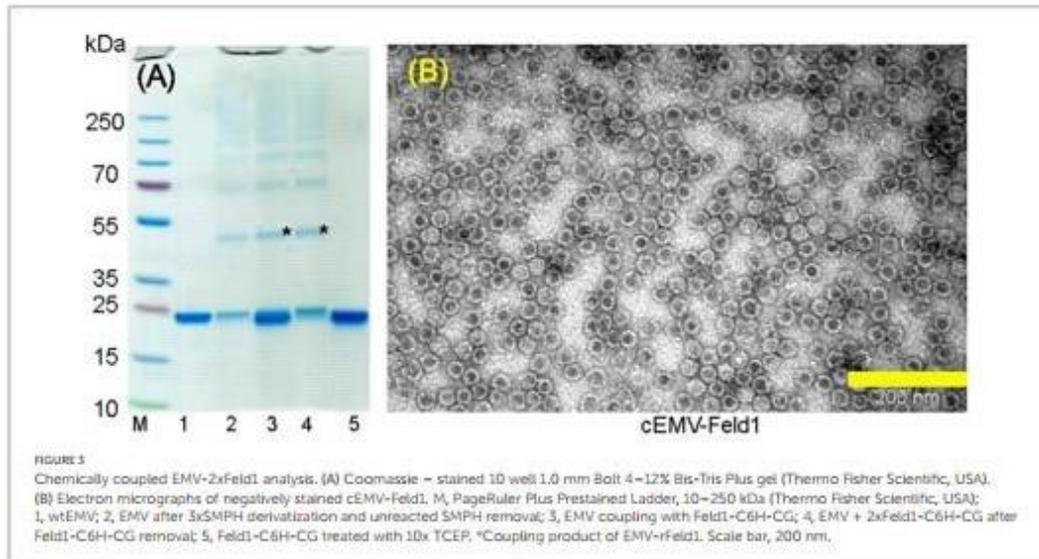 kDa
(A)
(B)
250
70
55
35
25
15
10
M 1 2 3 4 5
* *
200 nm
cEMV-Feld1
FIGURE 3
Chemically coupled EMV-2xFeld1 analysis. (A) Coomassie – stained 10 well 1.0 mm Bolt 4–12% Bis-Tris Plus gel (Thermo Fisher Scientific, USA).
(B) Electron micrographs of negatively stained cEMV-Feld1. M, PageRuler Plus Prestained Ladder, 10–250 kDa (Thermo Fisher Scientific, USA);
1, wtEMV; 2, EMV after 3xSMPH derivatization and unreacted SMPH removal; 3, EMV coupling with Feld1-C6H-CG; 4, EMV + 2xFeld1-C6H-CG after
Feld1-C6H-CG removal; 5, Feld1-C6H-CG treated with 10x TCEP. *Coupling product of EMV-rFeld1. Scale bar, 200 nm.